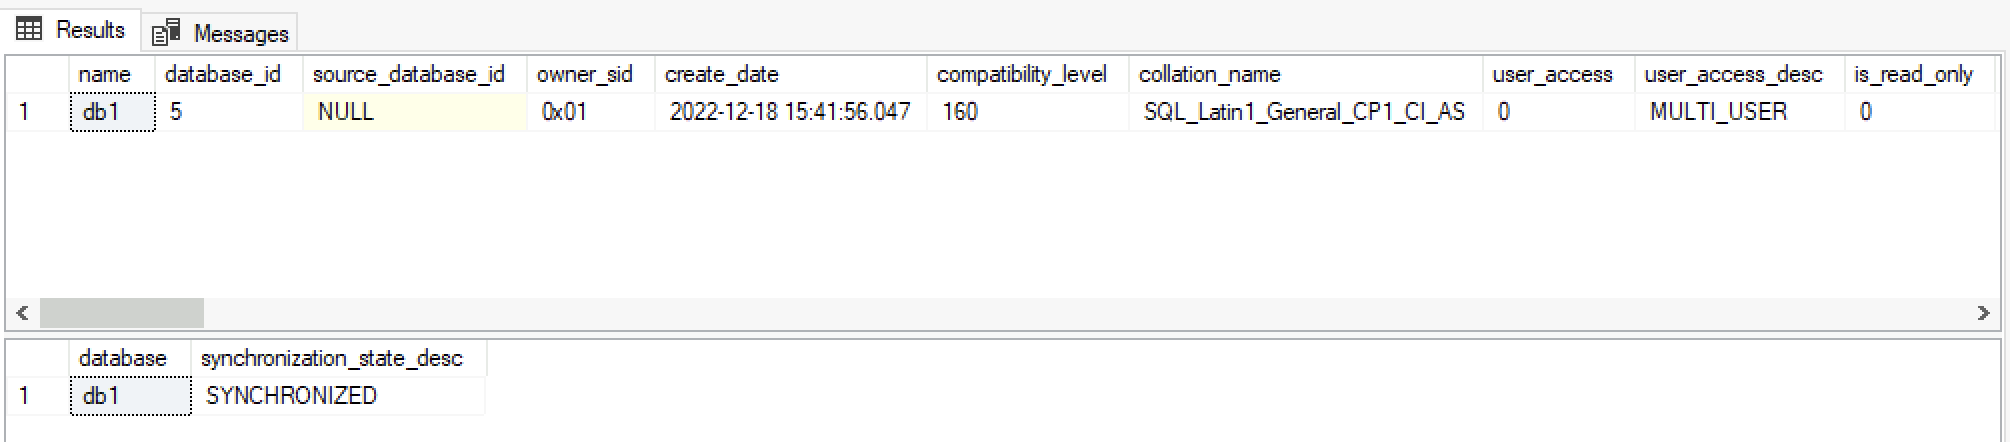 Results Messages
name database_id source_database_id owner_sid create_date compatibility_level collation_name user_access user_access_desc is_read_only
1 db1 5 NULL 0x01 2022-12-18 15:41:56.047 160 SQL_Latin1_General_CP1_CI_AS 0 MULTI_USER 0
database synchronization_state_desc
1 db1 SYNCHRONIZED